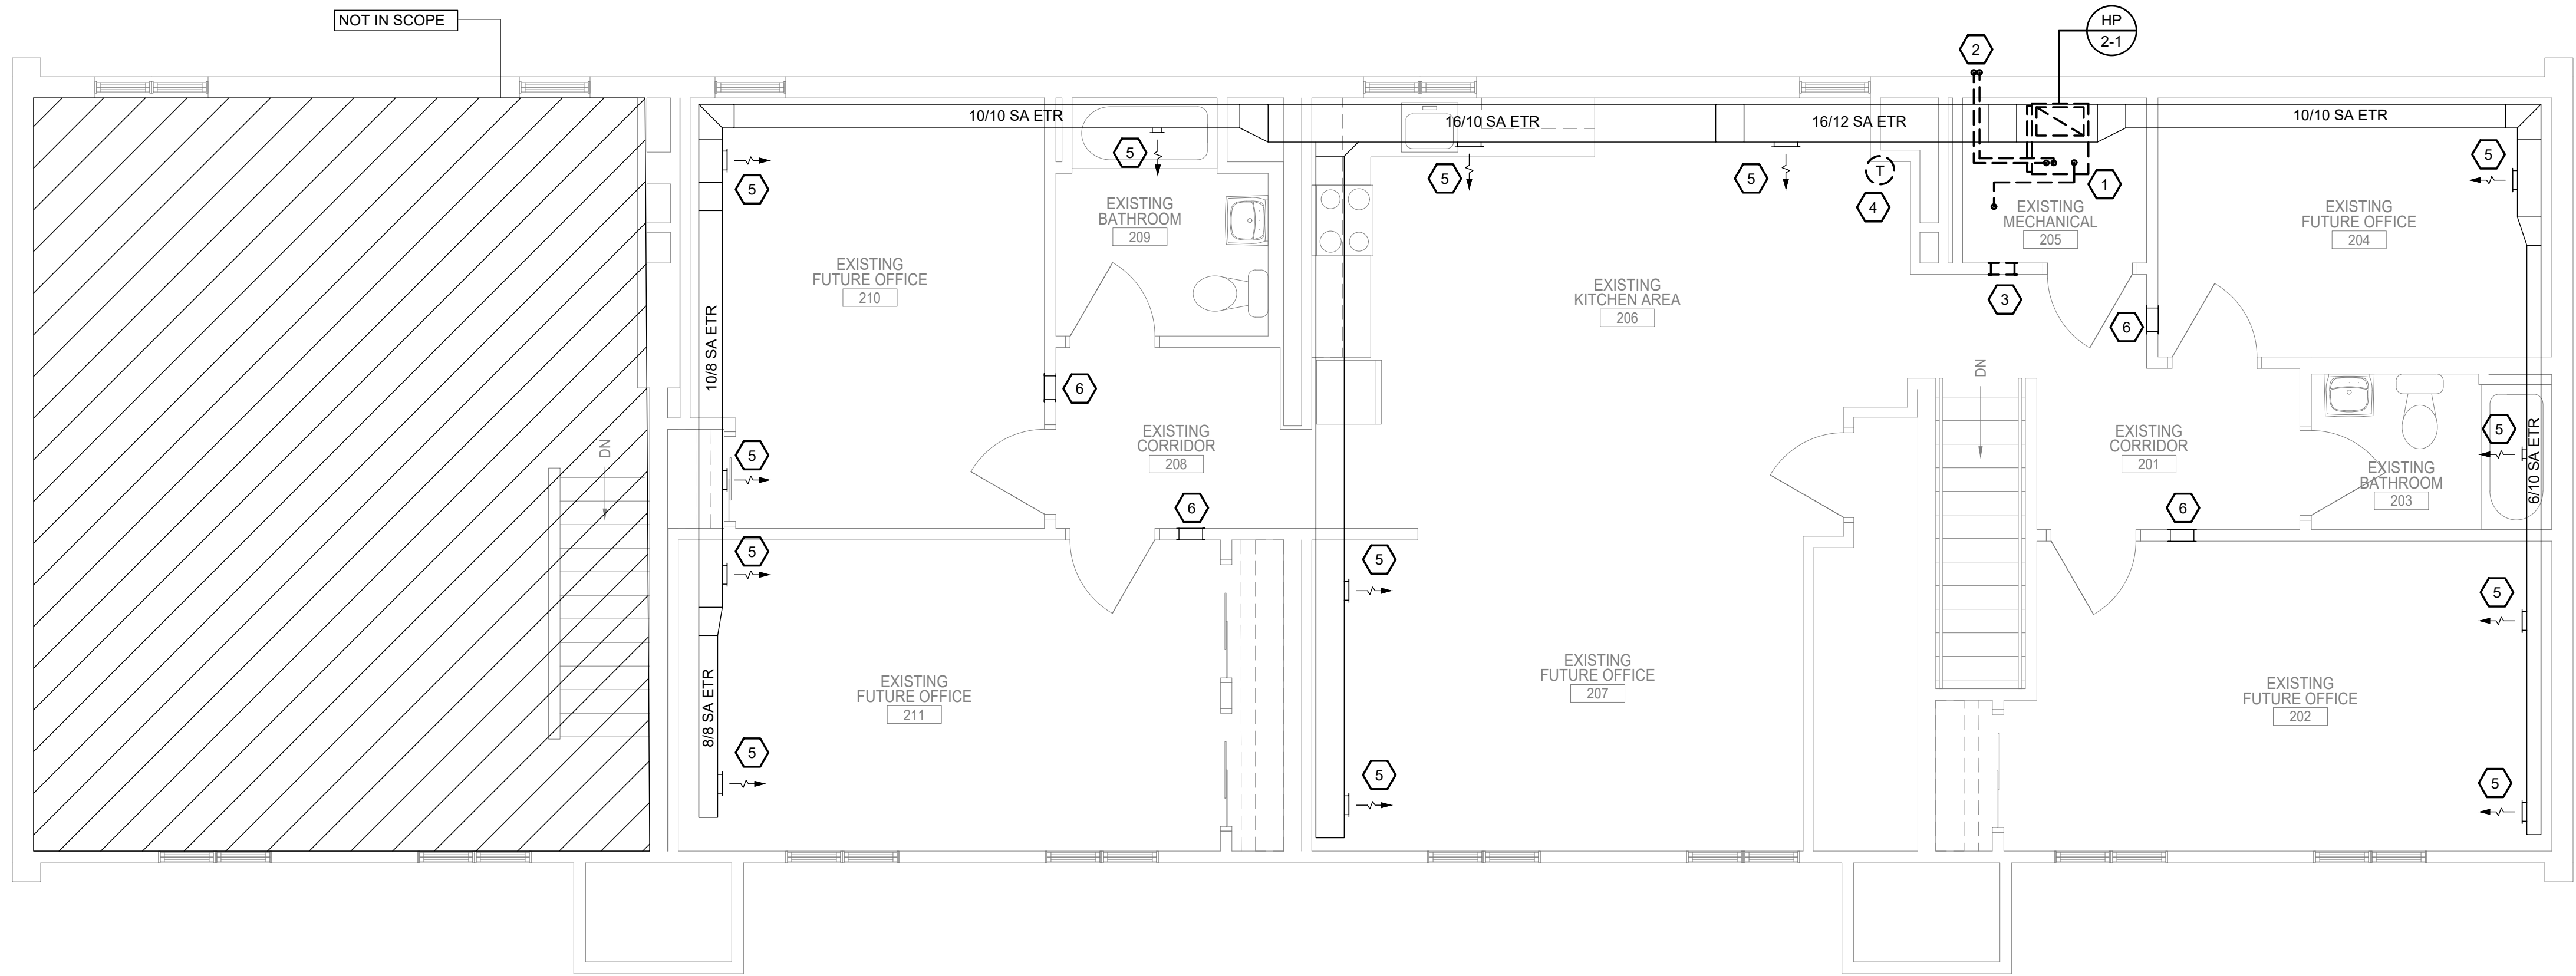 NOT IN SCOPE
HP
2-1
2
10/10 SA ETR
16/10 SA ETR
16/12 SA ETR
10/10 SA ETR
5
5
5
5
5
T
4
1
EXISTING
BATHROOM
209
EXISTING
MECHANICAL
205
EXISTING
FUTURE OFFICE
204
EXISTING
FUTURE OFFICE
210
EXISTING
KITCHEN AREA
206
3
6
10/8 SA ETR
6
DN
DN
5
EXISTING
CORRIDOR
208
EXISTING
CORRIDOR
201
5
EXISTING
BATHROOM
203
6/10 SA ETR
6
6
5
5
5
EXISTING
FUTURE OFFICE
211
EXISTING
FUTURE OFFICE
207
EXISTING
FUTURE OFFICE
202
8/8 SA ETR
5
5
5